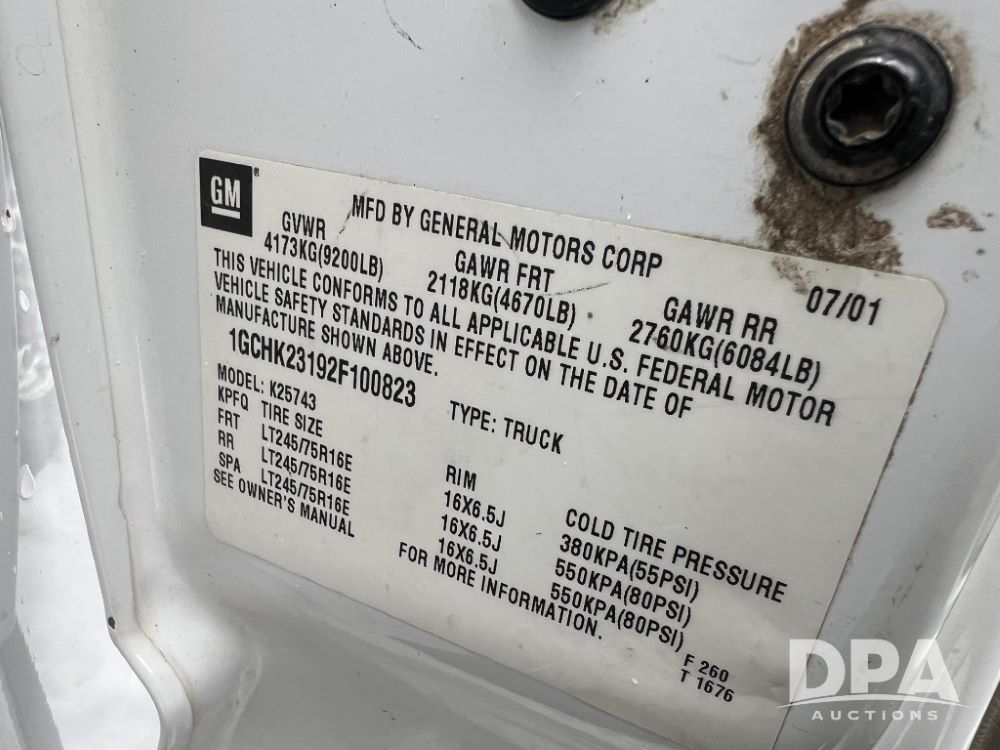 GM®
MFD BY GENERAL MOTORS CORP 07/01
GVWR GAWR FRT GAWR RR
4173KG(9200LB) 2118KG(4670LB) 2760KG(6084LB)
THIS VEHICLE CONFORMS TO ALL APPLICABLE U.S. FEDERAL MOTOR
VEHICLE SAFETY STANDARDS IN EFFECT ON THE DATE OF
MANUFACTURE SHOWN ABOVE.
1GCHK23192F100823 TYPE: TRUCK
MODEL: K25743
KPFQ TIRE SIZE RIM COLD TIRE PRESSURE
FRT LT245/75R16E 16X6.5J 380KPA(55PSI)
RR LT245/75R16E 16X6.5J 550KPA(80PSI)
SPA LT245/75R16E 16X6.5J 550KPA(80PSI)
SEE OWNER'S MANUAL FOR MORE INFORMATION.
F 260
T 1676
DPA
AUCTIONS